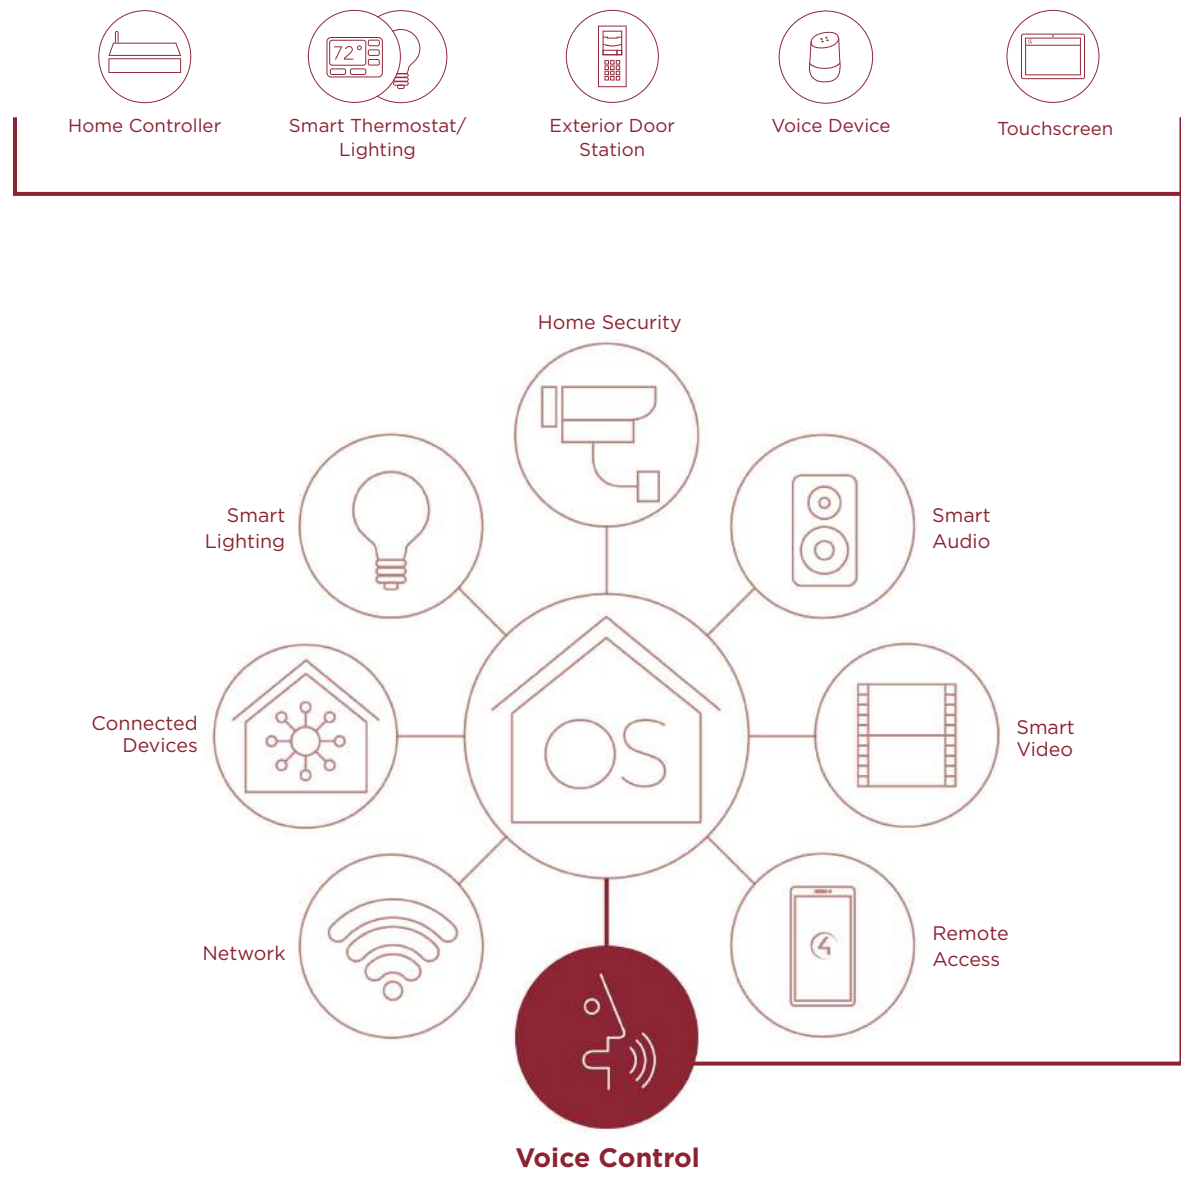 72°
Home Controller
Smart Thermostat/
Lighting
Exterior Door
Station
Voice Device
Touchscreen
Home Security
Smart
Lighting
Smart
Audio
OS
Connected
Devices
Smart
Video
Network
Remote
Access
Voice Control